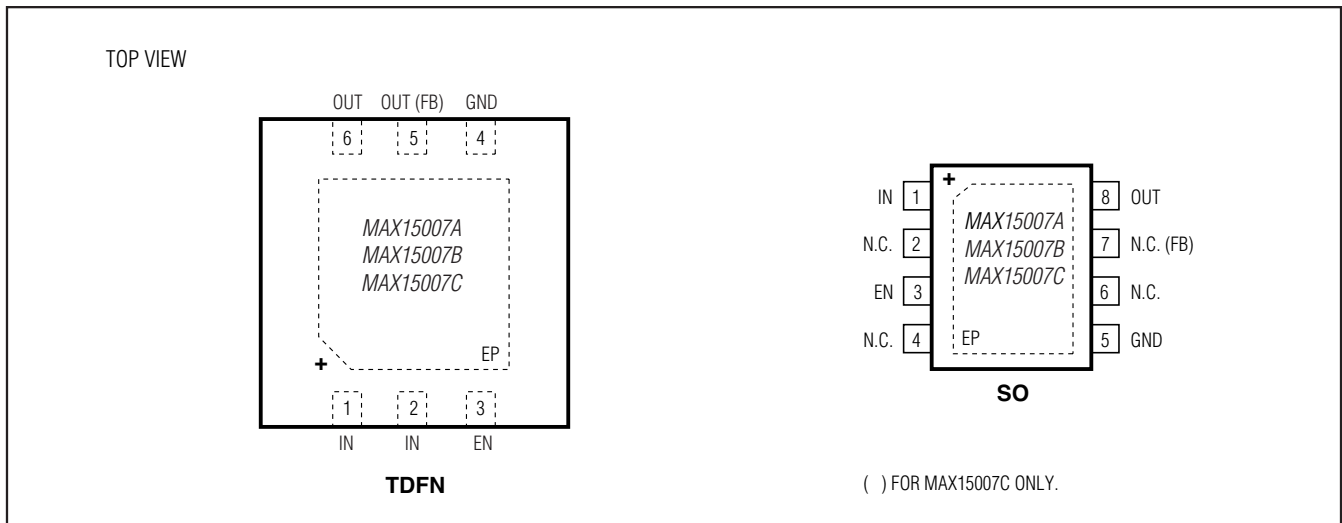 TOP VIEW
OUT OUT (FB) GND
6 5 4
MAX15007A
MAX15007B
MAX15007C
EP
+
1 2 3
IN IN EN
TDFN
+
IN 1
N.C. 2
EN 3
N.C. 4
MAX15007A
MAX15007B
MAX15007C
EP
8 OUT
7 N.C. (FB)
6 N.C.
5 GND
SO
( ) FOR MAX15007C ONLY.